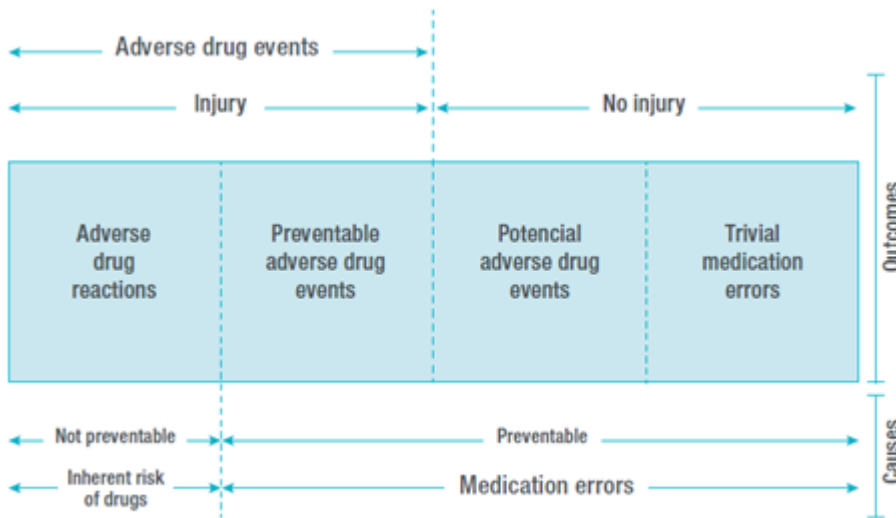 Adverse drug events
Injury
No injury
Adverse
drug
reactions
Preventable
adverse drug
events
Potencial
adverse drug
events
Trivial
medication
errors
Outcomes
Not preventable
Preventable
Inherent risk
of drugs
Medication errors
Causes